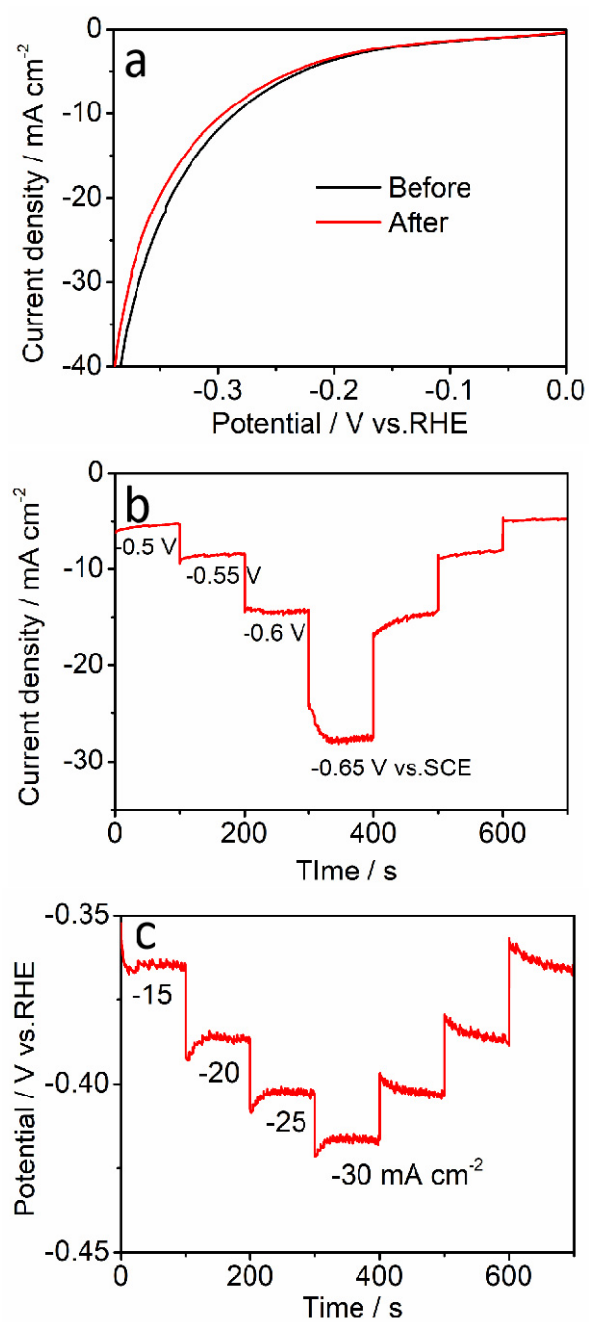 a
0
-10
-20
-30
-40
Current density / mA cm⁻²
Before
After
-0.3 -0.2 -0.1 0.0
Potential / V vs.RHE
b
0
-10
-20
-30
Current density / mA cm⁻²
-0.5 V
-0.55 V
-0.6 V
-0.65 V vs.SCE
0 200 400 600
TIme / s
c
-0.35
-0.40
-0.45
Potential / V vs.RHE
-15
-20
-25
-30 mA cm⁻²
0 200 400 600
Time / s